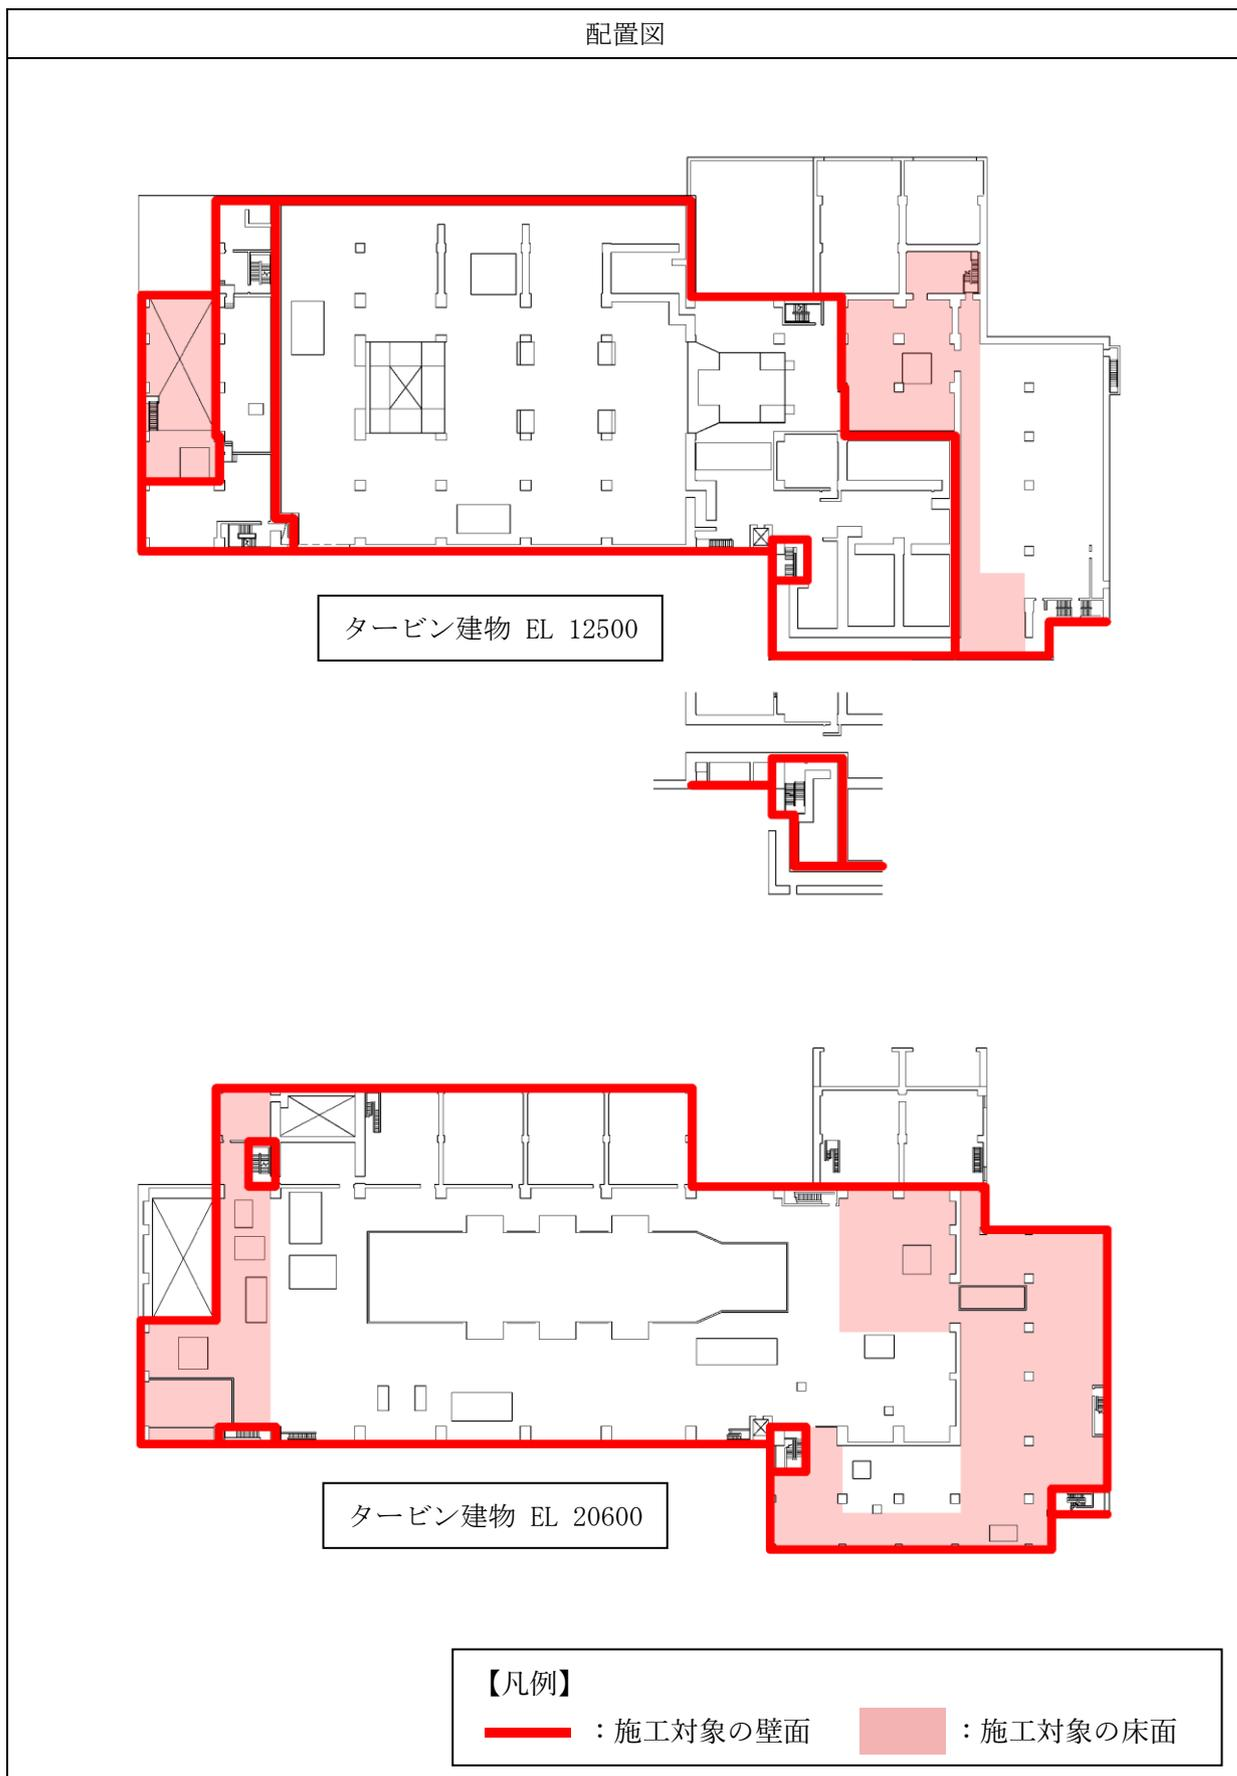 配置図
タービン建物 EL 12500
タービン建物 EL 20600
【凡例】
：施工対象の壁面
：施工対象の床面